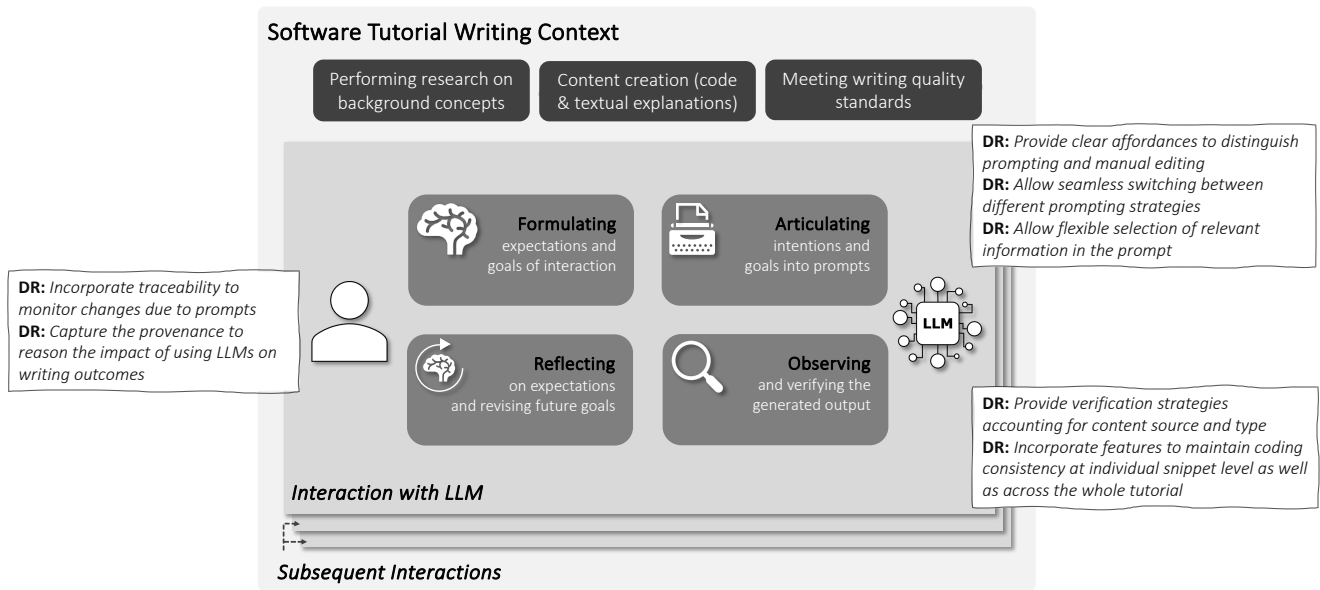 Software Tutorial Writing Context
Performing research on
background concepts
Content creation (code
& textual explanations)
Meeting writing quality
standards
DR: Provide clear affordances to distinguish
prompting and manual editing
DR: Allow seamless switching between
different prompting strategies
DR: Allow flexible selection of relevant
information in the prompt
Formulating
expectations and
goals of interaction
Articulating
intentions and
goals into prompts
DR: Incorporate traceability to
monitor changes due to prompts
DR: Capture the provenance to
reason the impact of using LLMs on
writing outcomes
LLM
Reflecting
on expectations
and revising future goals
Observing
and verifying the
generated output
DR: Provide verification strategies
accounting for content source and type
DR: Incorporate features to maintain coding
consistency at individual snippet level as well
as across the whole tutorial
Interaction with LLM
Subsequent Interactions